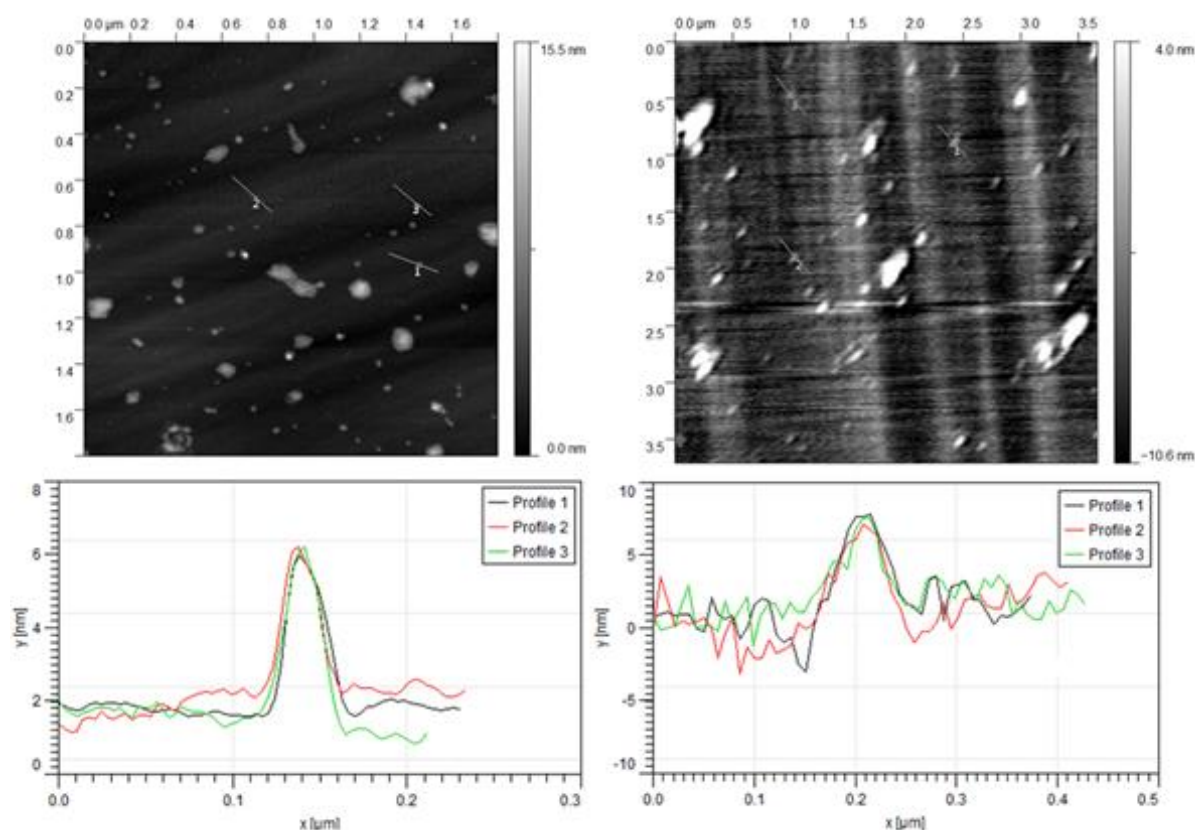 0.0 µm 0.2 0.4 0.6 0.8 1.0 1.2 1.4 1.6
0.0
0.2
0.4
0.6
0.8
1.0
1.2
1.4
1.6
2
3
1
15.5 nm
0.0 nm
0.0 µm 0.5 1.0 1.5 2.0 2.5 3.0 3.5
0.0
0.5
1.0
1.5
2.0
2.5
3.0
3.5
1
2
4.0 nm
−10.6 nm
8
6
4
2
0
y [nm]
Profile 1
Profile 2
Profile 3
0.0 0.1 0.2 0.3
x [µm]
10
5
0
-5
-10
y [nm]
Profile 1
Profile 2
Profile 3
0.0 0.1 0.2 0.3 0.4 0.5
x [µm]